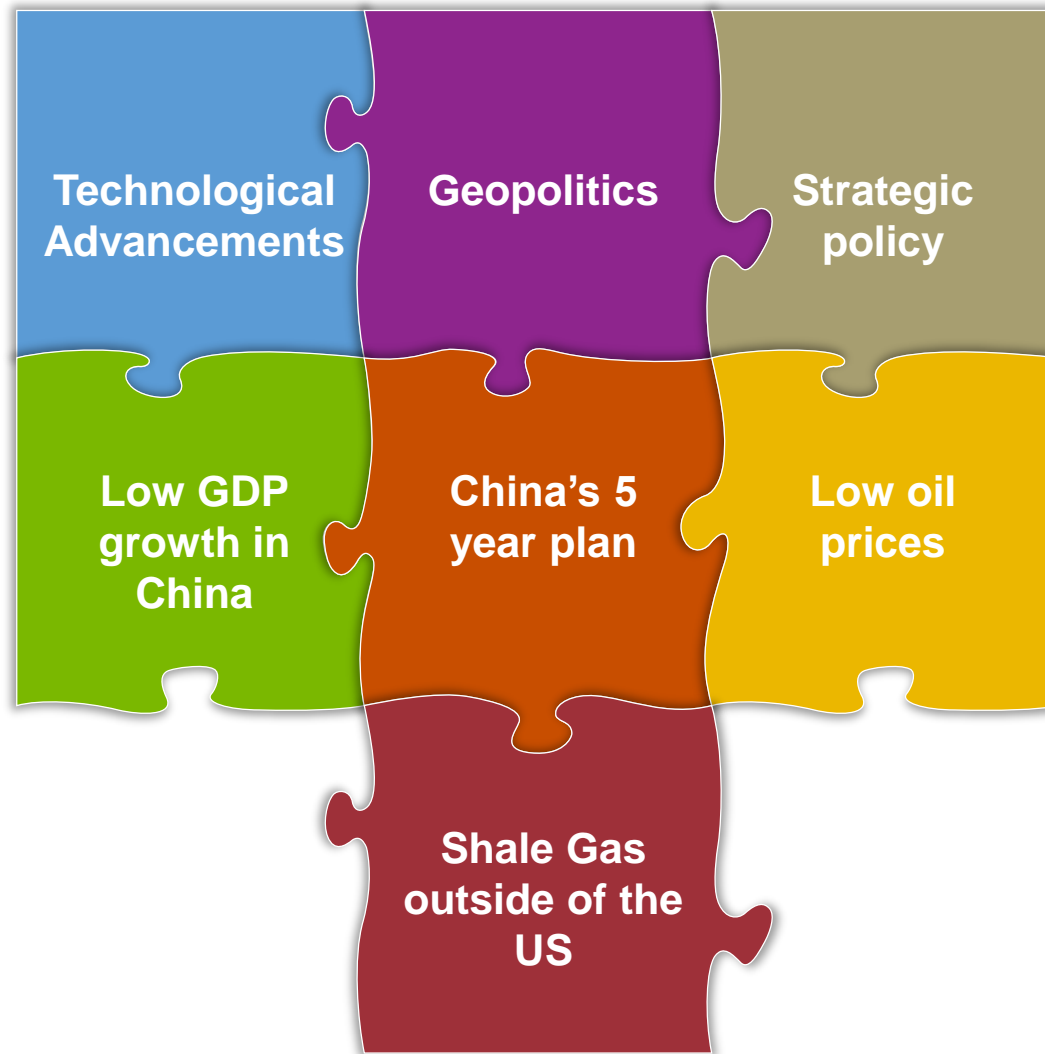 Technological
Advancements
Geopolitics
Strategic
policy
Low GDP
growth in
China
China’s 5
year plan
Low oil
prices
Shale Gas
outside of the
US